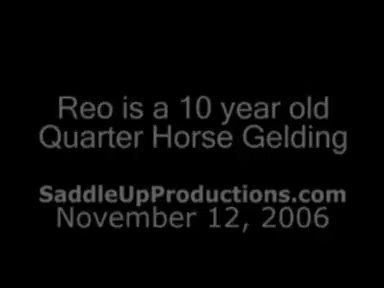 Reo is a 10 year old
Quarter Horse Gelding
SaddleUpProductions.com
November 12, 2006